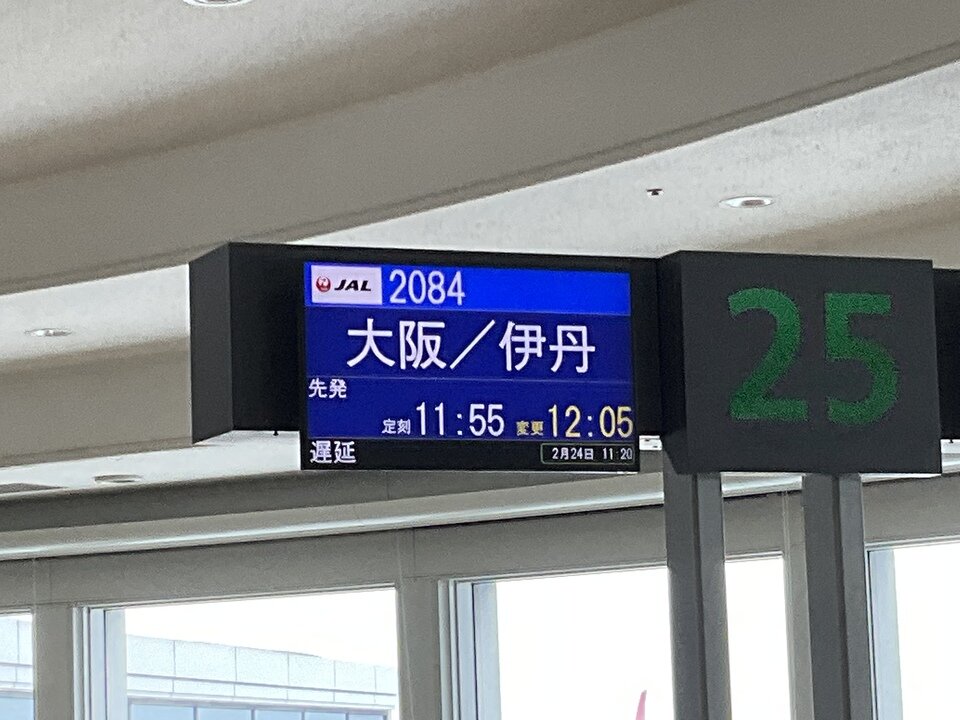 JAL 2084
大阪／伊丹
先発
定刻 11:55 変更 12:05
遅延 2月24日 11:20
25